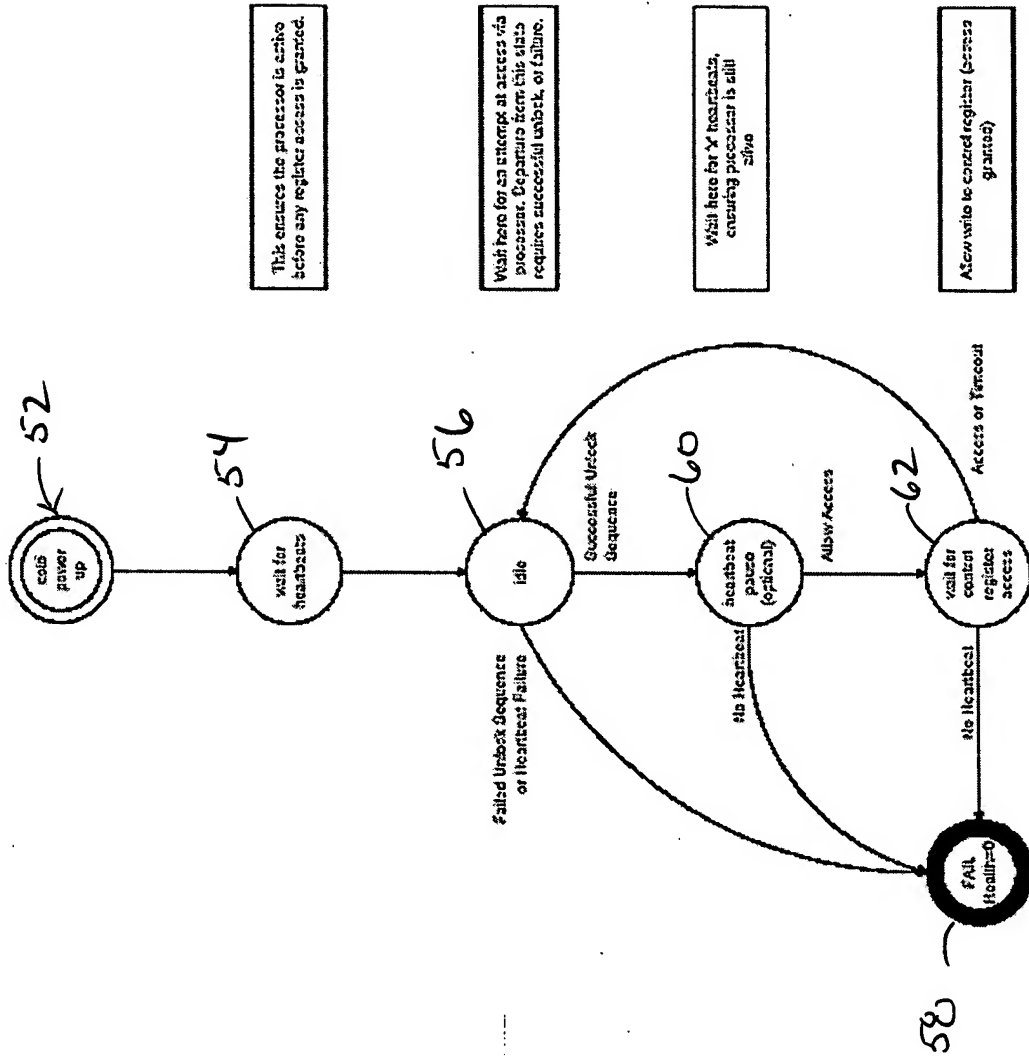 52
cold
power
up
This ensures the processor is active
before any register access is granted.
54
wait for
heartbeats
56
Idle
Wait here for an attempt at access via
processor. Departure from this state
requires successful unlock, or failure.
Failed Unlock Sequence
or Heartbeat Failure
Successful Unlock
Sequence
60
heartbeat
pause
(optional)
Wait here for 'X' heartbeats,
ensuring processor is still
alive
No Heartbeat
Allow Access
62
wait for
control
register
access
Allow write to control register (access
granted)
No Heartbeat
Access or Timeout
FAIL
Health=0
58